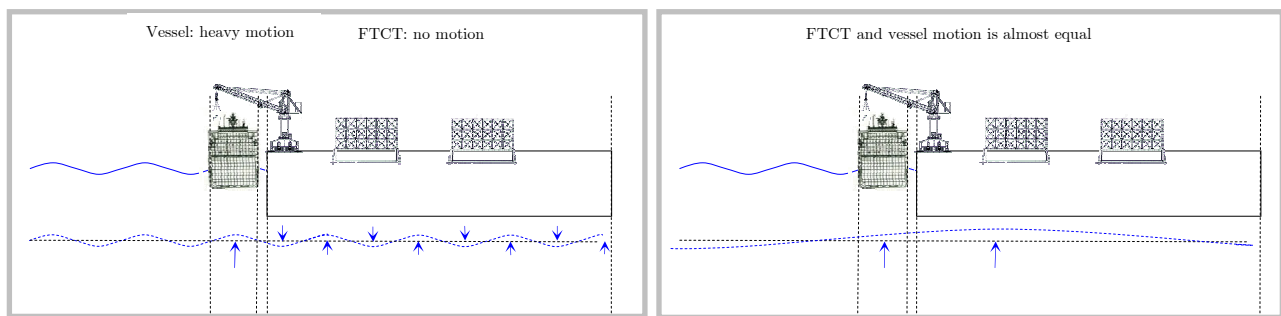 Vessel: heavy motion
FTCT: no motion
FTCT and vessel motion is almost equal